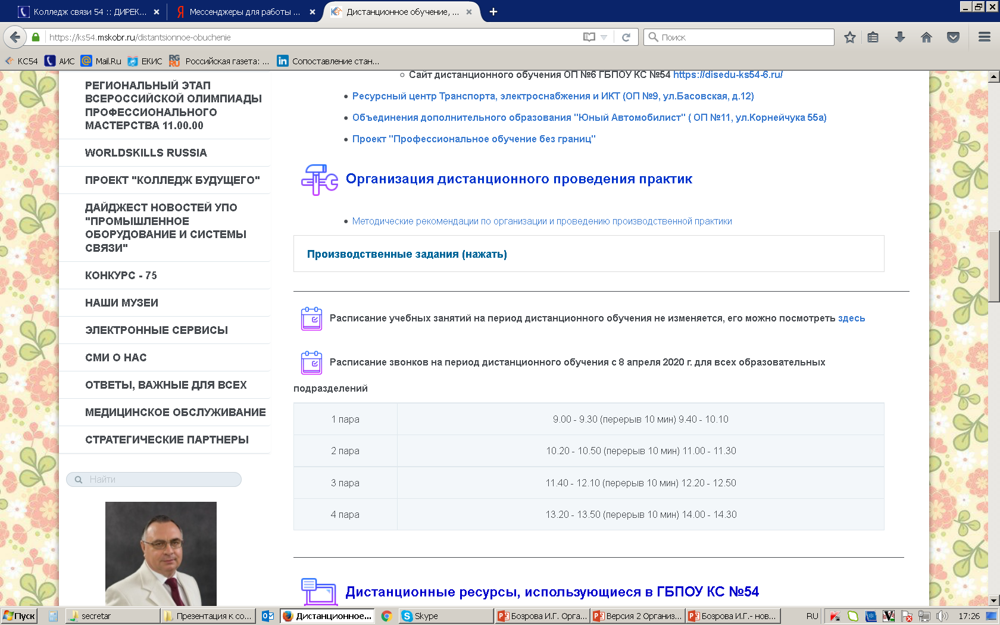 Колледж связи 54 :: ДИРЕК...
Мессенджеры для работы ...
Дистанционное обучение, ...
https://ks54.mskobr.ru/distantsionnoe-obuchenie
Поиск
КС54
АИС
Mail.Ru
ЕКИС
Российская газета: ...
Сопоставление стан...
РЕГИОНАЛЬНЫЙ ЭТАП
ВСЕРОССИЙСКОЙ ОЛИМПИАДЫ
ПРОФЕССИОНАЛЬНОГО
МАСТЕРСТВА 11.00.00
WORLDSKILLS RUSSIA
ПРОЕКТ "КОЛЛЕДЖ БУДУЩЕГО"
ДАЙДЖЕСТ НОВОСТЕЙ УПО
"ПРОМЫШЛЕННОЕ
ОБОРУДОВАНИЕ И СИСТЕМЫ
СВЯЗИ"
КОНКУРС - 75
НАШИ МУЗЕИ
ЭЛЕКТРОННЫЕ СЕРВИСЫ
СМИ О НАС
ОТВЕТЫ, ВАЖНЫЕ ДЛЯ ВСЕХ
МЕДИЦИНСКОЕ ОБСЛУЖИВАНИЕ
СТРАТЕГИЧЕСКИЕ ПАРТНЕРЫ
Найти
Сайт дистанционного обучения ОП №6 ГБПОУ КС №54 https://disedu-ks54-6.ru/
Ресурсный центр Транспорта, электроснабжения и ИКТ (ОП №9, ул.Басовская, д.12)
Объединения дополнительного образования "Юный Автомобилист" ( ОП №11, ул.Корнейчука 55а)
Проект "Профессиональное обучение без границ"
Организация дистанционного проведения практик
Методические рекомендации по организации и проведению производственной практики
Производственные задания (нажать)
Расписание учебных занятий на период дистанционного обучения не изменяется, его можно посмотреть здесь
Расписание звонков на период дистанционного обучения с 8 апреля 2020 г. для всех образовательных
подразделений
1 пара 9.00 - 9.30 (перерыв 10 мин) 9.40 - 10.10
2 пара 10.20 - 10.50 (перерыв 10 мин) 11.00 - 11.30
3 пара 11.40 - 12.10 (перерыв 10 мин) 12.20 - 12.50
4 пара 13.20 - 13.50 (перерыв 10 мин) 14.00 - 14.30
Дистанционные ресурсы, использующиеся в ГБПОУ КС №54
Пуск
secretar
Презентация к со...
Дистанционное...
Skype
Бозрова И.Г. Орга...
Версия 2 Организ...
Бозрова И.Г.- нов...
RU
17:26